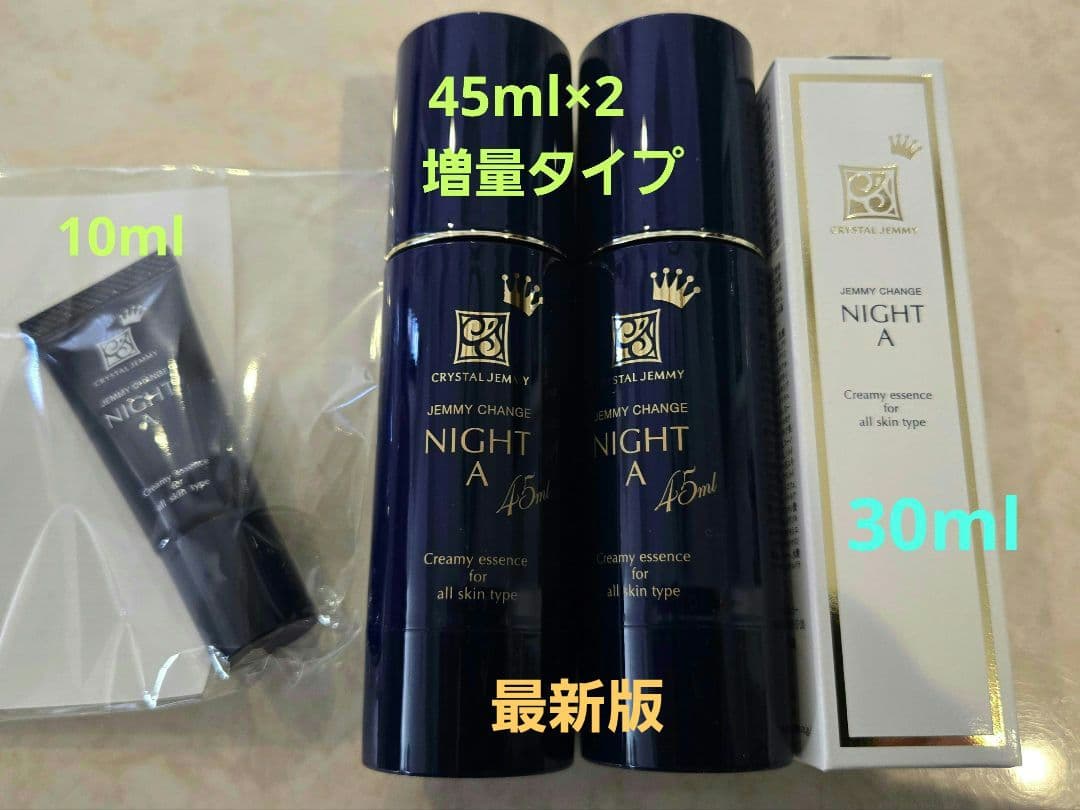 10ml
CRYSTAL JEMMY
JEMMY CHANGE
NIGHT
A
Creamy essence
for
all skin type
45ml×2
増量タイプ
CRYSTAL JEMMY
JEMMY CHANGE
NIGHT
A
45ml
Creamy essence
for
all skin type
CRYSTAL JEMMY
JEMMY CHANGE
NIGHT
A
45ml
Creamy essence
for
all skin type
最新版
CRYSTAL JEMMY
JEMMY CHANGE
NIGHT
A
Creamy essence
for
all skin type
30ml